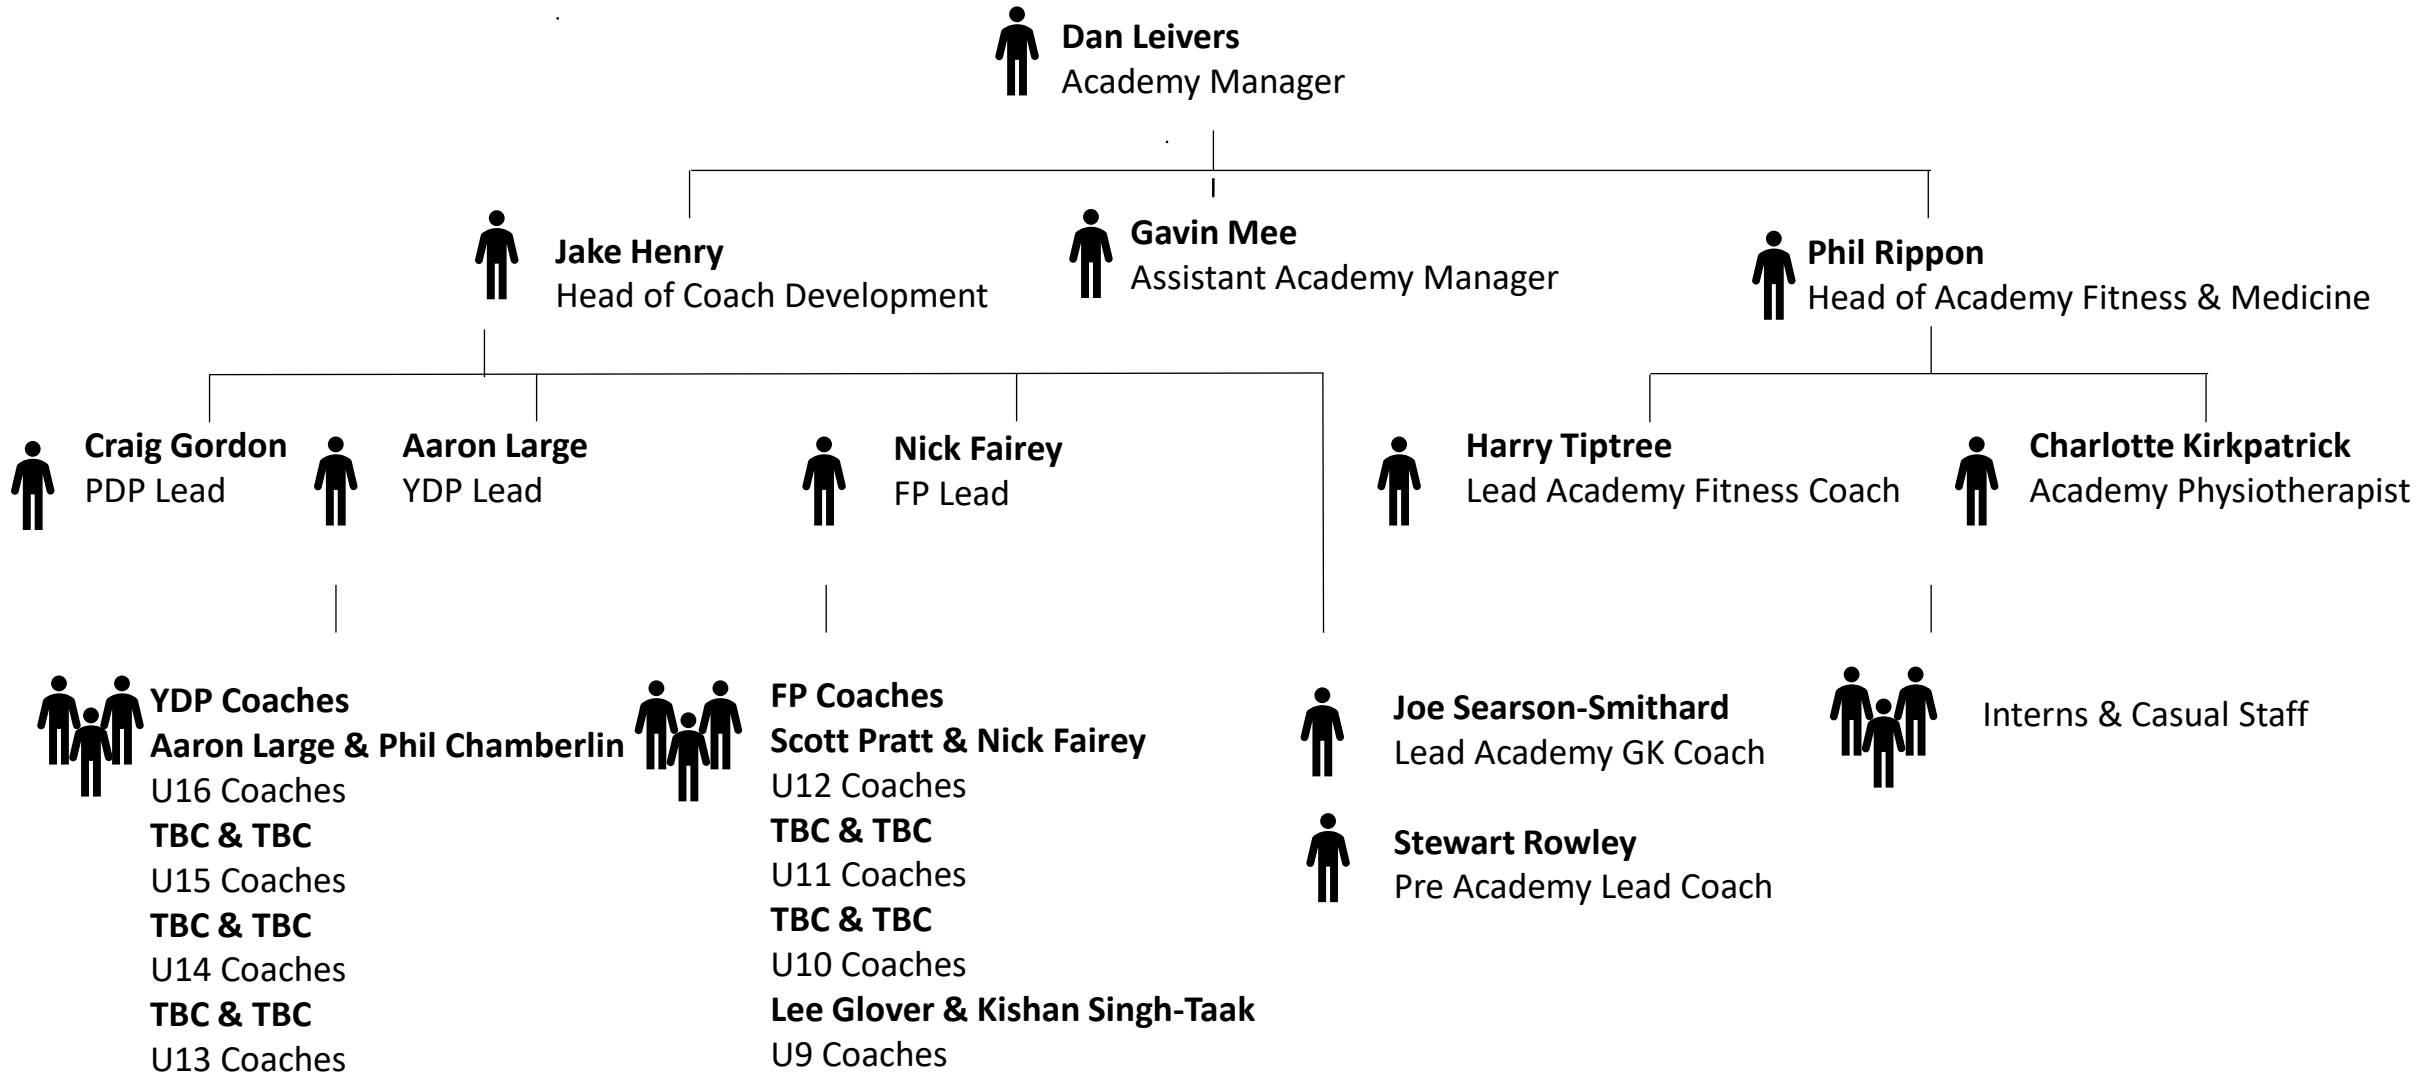 Dan Leivers
Academy Manager
Jake Henry
Head of Coach Development
Gavin Mee
Assistant Academy Manager
Phil Rippon
Head of Academy Fitness & Medicine
Craig Gordon
PDP Lead
Aaron Large
YDP Lead
Nick Fairey
FP Lead
Harry Tiptree
Lead Academy Fitness Coach
Charlotte Kirkpatrick
Academy Physiotherapist
YDP Coaches
Aaron Large & Phil Chamberlin
U16 Coaches
TBC & TBC
U15 Coaches
TBC & TBC
U14 Coaches
TBC & TBC
U13 Coaches
FP Coaches
Scott Pratt & Nick Fairey
U12 Coaches
TBC & TBC
U11 Coaches
TBC & TBC
U10 Coaches
Lee Glover & Kishan Singh-Taak
U9 Coaches
Joe Searson-Smithard
Lead Academy GK Coach
Stewart Rowley
Pre Academy Lead Coach
Interns & Casual Staff